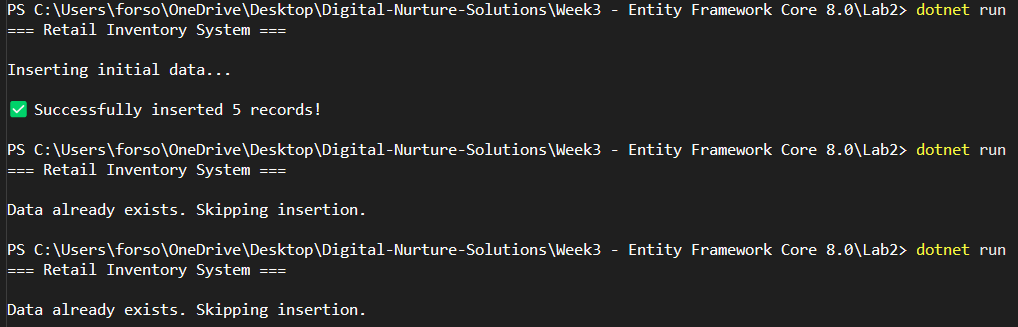 PS C:\Users\forso\OneDrive\Desktop\Digital-Nurture-Solutions\Week3 - Entity Framework Core 8.0\Lab2> dotnet run
=== Retail Inventory System ===
Inserting initial data...
✅ Successfully inserted 5 records!
PS C:\Users\forso\OneDrive\Desktop\Digital-Nurture-Solutions\Week3 - Entity Framework Core 8.0\Lab2> dotnet run
=== Retail Inventory System ===
Data already exists. Skipping insertion.
PS C:\Users\forso\OneDrive\Desktop\Digital-Nurture-Solutions\Week3 - Entity Framework Core 8.0\Lab2> dotnet run
=== Retail Inventory System ===
Data already exists. Skipping insertion.